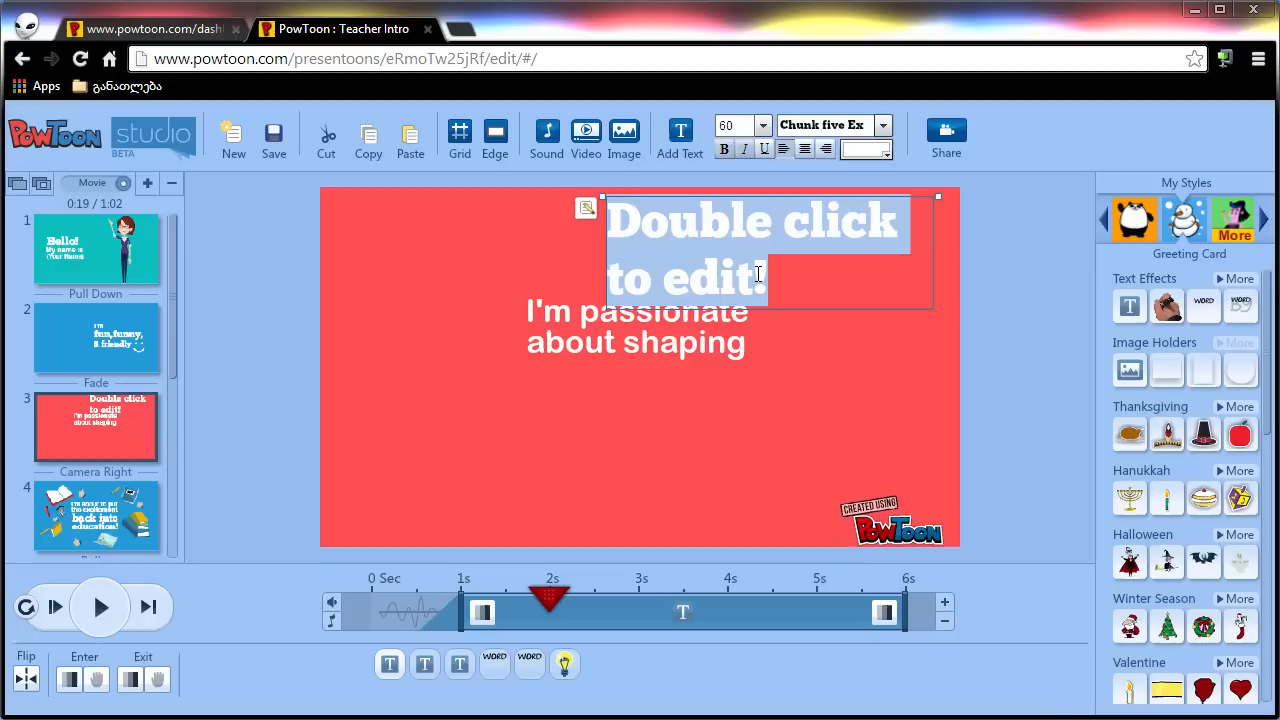 www.powtoon.com/dashl
PowToon : Teacher Intro
www.powtoon.com/presentoons/eRmoTw25jRf/edit/#/
Apps
განათლება
PowToon
studio
BETA
New
Save
Cut
Copy
Paste
Grid
Edge
Sound
Video
Image
T
Add Text
60
Chunk five Ex
B I U
Share
Movie
0:19 / 1:02
1
Hello!
My name is
(Your Name)
Pull Down
2
I'm
fun, funny,
& friendly
Fade
3
Double click
to edit!
I'm passionate
about shaping
Camera Right
4
back into
education!
Double click
to edit!
I'm passionate
about shaping
CREATED USING
PowToon
My Styles
More
Greeting Card
Text Effects
More
T
WORD
Image Holders
More
Thanksgiving
More
Hanukkah
More
Halloween
More
Winter Season
More
Valentine
More
0 Sec
1s
2s
3s
4s
5s
6s
T
Flip
Enter
Exit
T
T
T
WORD
WORD